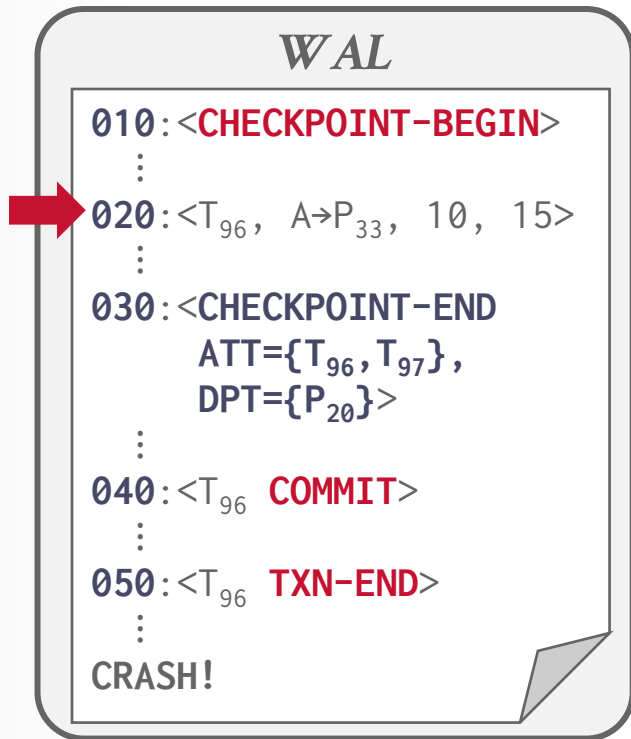 WAL
010:<CHECKPOINT-BEGIN>
⋮
020:<T₉₆, A→P₃₃, 10, 15>
⋮
030:<CHECKPOINT-END
ATT={T₉₆,T₉₇},
DPT={P₂₀}>
⋮
040:<T₉₆ COMMIT>
⋮
050:<T₉₆ TXN-END>
⋮
CRASH!